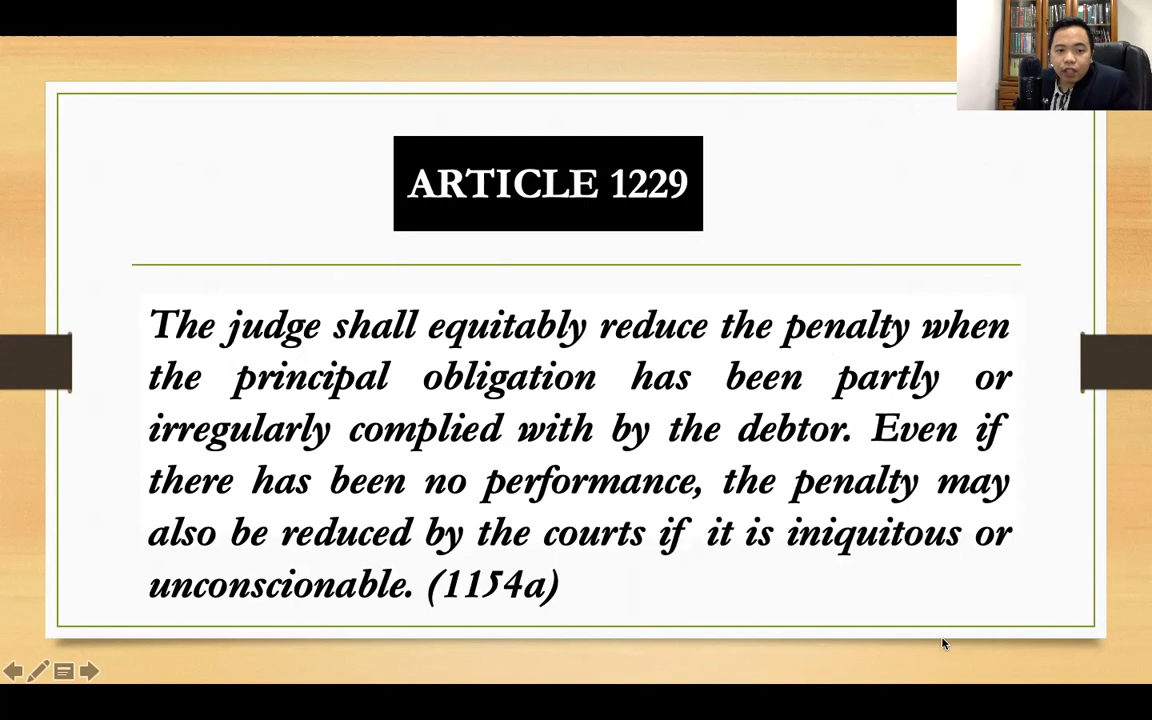 ARTICLE 1229
The judge shall equitably reduce the penalty when
the principal obligation has been partly or
irregularly complied with by the debtor. Even if
there has been no performance, the penalty may
also be reduced by the courts if it is iniquitous or
unconscionable. (1154a)